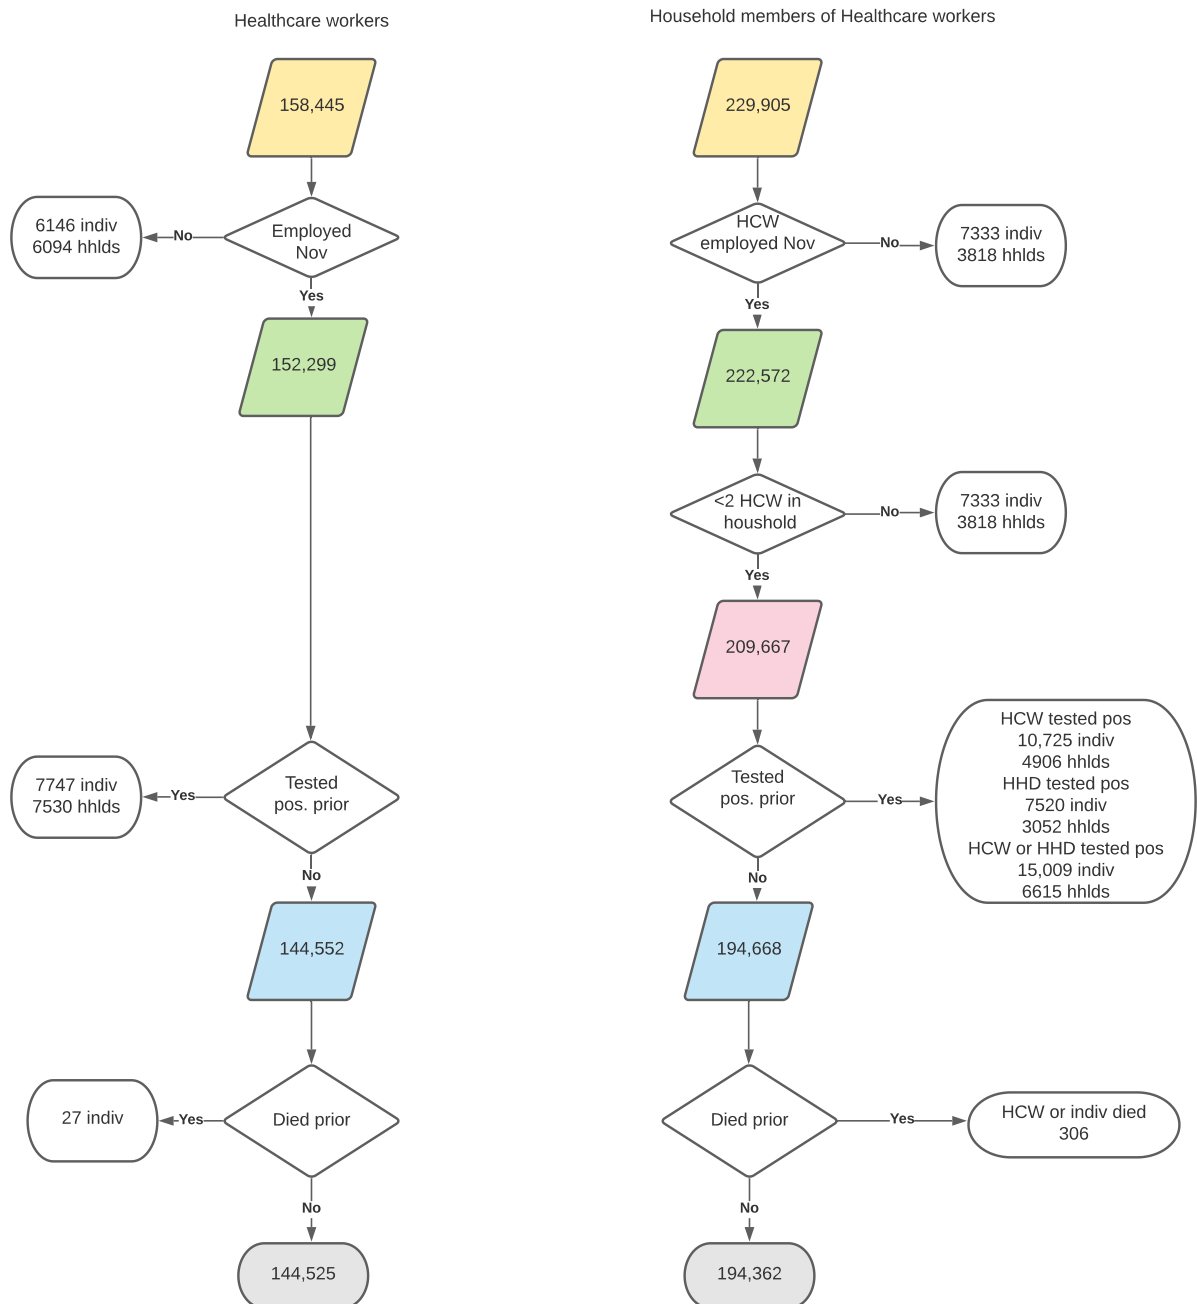 Healthcare workers
158,445
Employed
Nov
No
6146 indiv
6094 hhlds
Yes
152,299
Tested
pos. prior
Yes
7747 indiv
7530 hhlds
No
144,552
Died prior
Yes
27 indiv
No
144,525
Household members of Healthcare workers
229,905
HCW
employed Nov
No
7333 indiv
3818 hhlds
Yes
222,572
<2 HCW in
houshold
No
7333 indiv
3818 hhlds
Yes
209,667
Tested
pos. prior
Yes
HCW tested pos
10,725 indiv
4906 hhlds
HHD tested pos
7520 indiv
3052 hhlds
HCW or HHD tested pos
15,009 indiv
6615 hhlds
No
194,668
Died prior
Yes
HCW or indiv died
306
No
194,362